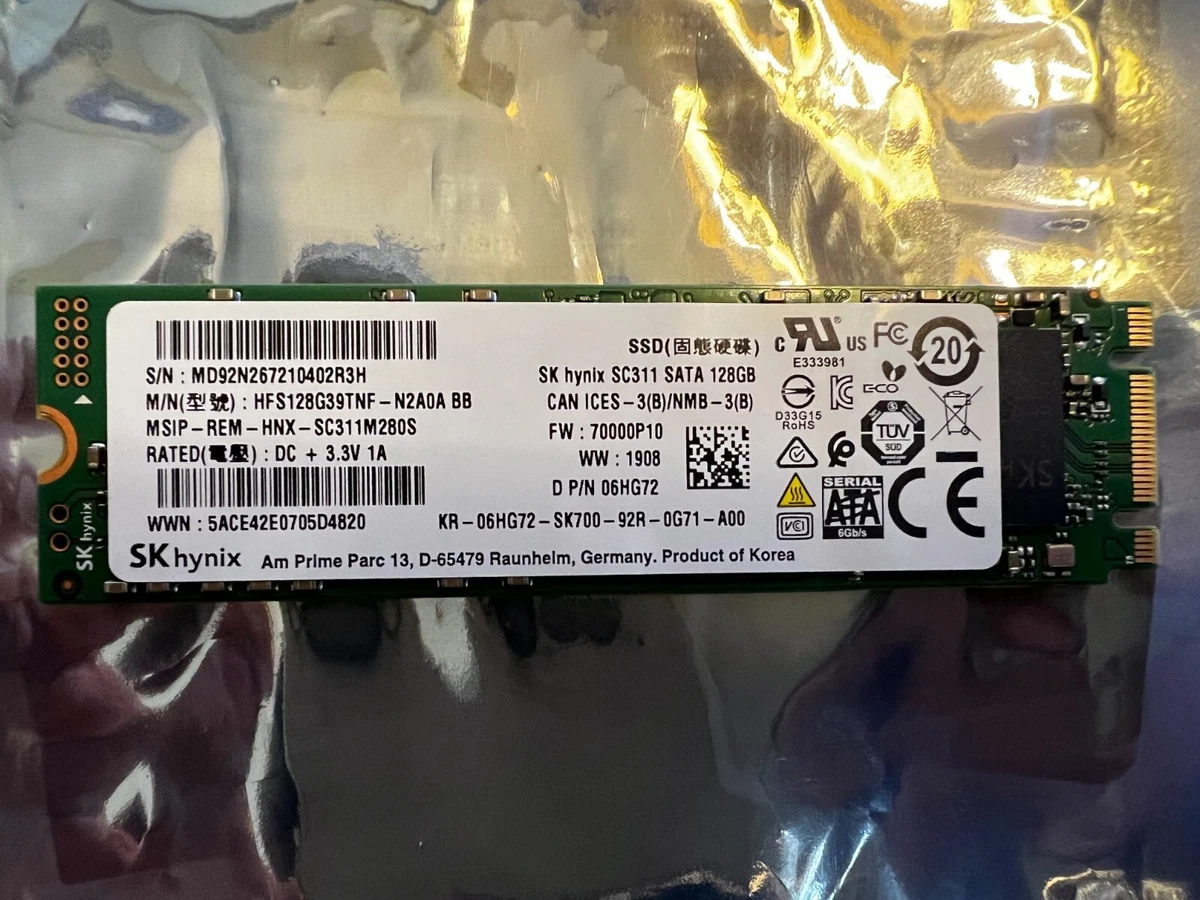 S/N : MD92N267210402R3H
M/N(型號) : HFS128G39TNF-N2A0A BB
MSIP-REM-HNX-SC311M280S
RATED(電壓) : DC + 3.3V 1A
WWN : 5ACE42E0705D4820
SSD(固態硬碟)
SK hynix SC311 SATA 128GB
CAN ICES-3(B)/NMB-3(B)
FW : 70000P10
WW : 1908
D P/N 06HG72
KR-06HG72-SK700-92R-0G71-A00
SK hynix Am Prime Parc 13, D-65479 Raunhelm, Germany. Product of Korea
C RU® US FC 20
E333981
D33G15
RoHS
E-CO
TÜV
SÜD
VCI
SERIAL
ATA
6Gb/s
CE
SK hynix